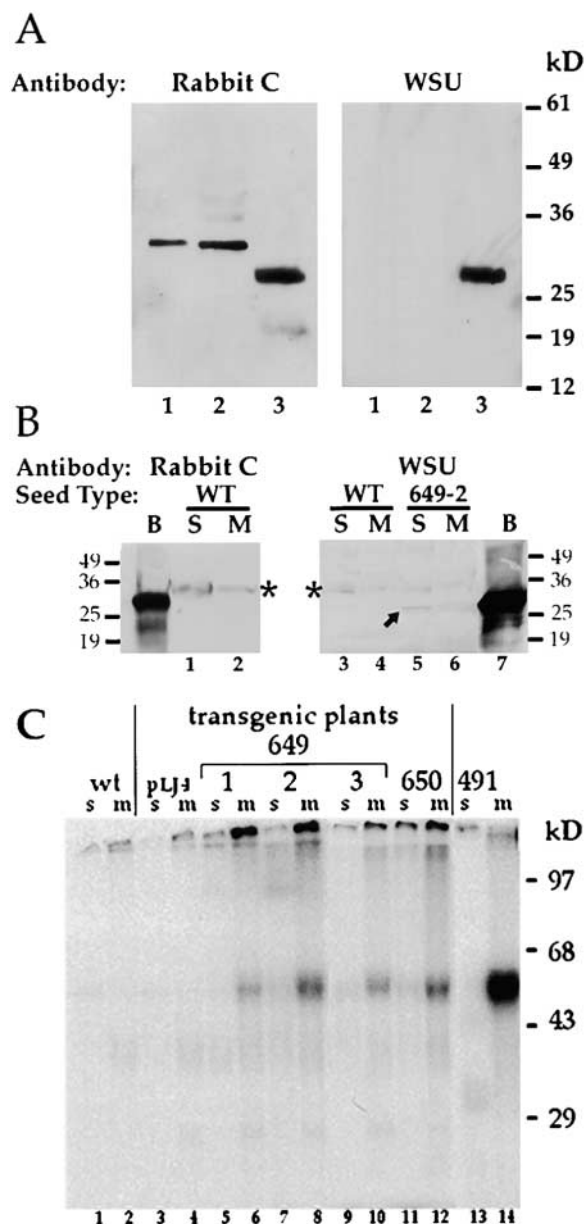 A
kD
Antibody: Rabbit C WSU
61
49
36
25
19
12
1 2 3 1 2 3
B
Antibody: Rabbit C WSU
Seed Type: WT WT 649-2
B S M S M S M B
49 49
36 * * 36
25 25
19 19
1 2 3 4 5 6 7
C
transgenic plants
649
wt pLJ-1 1 2 3 650 491
s m s m s m s m s m s m s m
kD
97
68
43
29
1 2 3 4 5 6 7 8 9 10 11 12 13 14